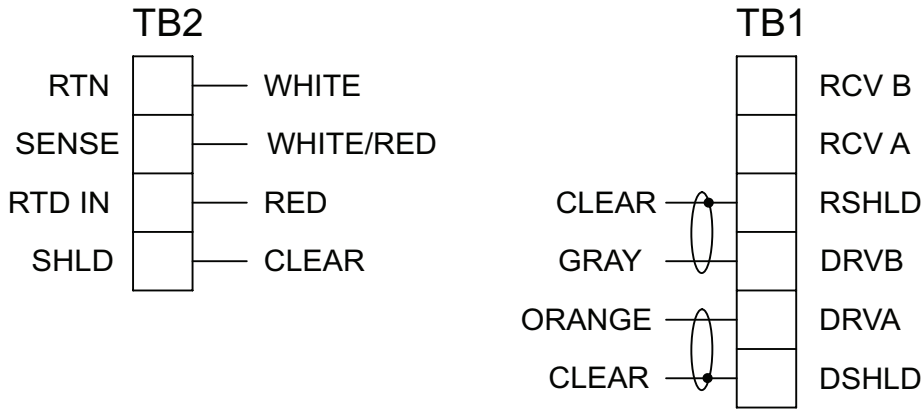 TB2
RTN WHITE
SENSE WHITE/RED
RTD IN RED
SHLD CLEAR
TB1
RCV B
RCV A
CLEAR RSHLD
GRAY DRVB
ORANGE DRVA
CLEAR DSHLD